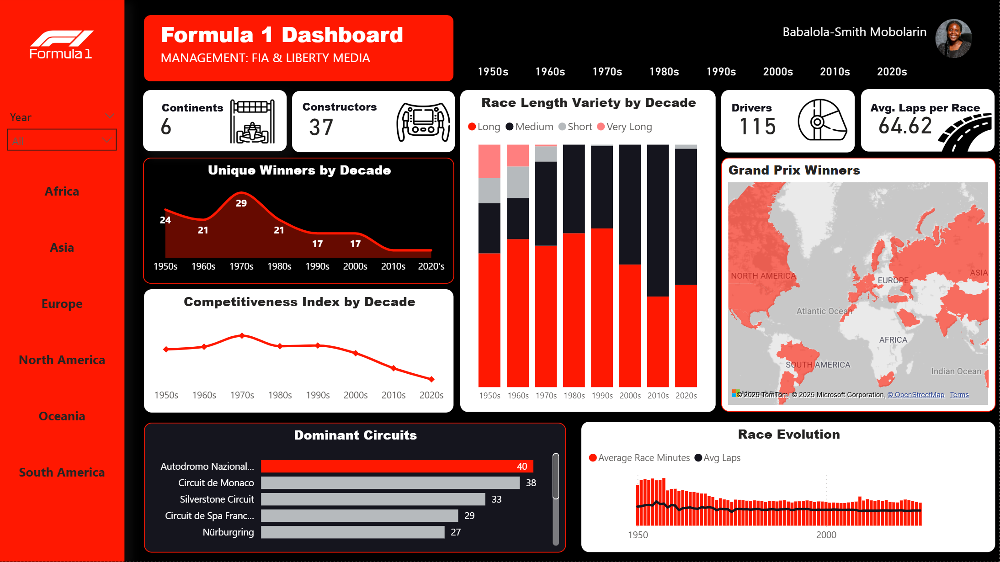 Formula 1
Year
All
Africa
Asia
Europe
North America
Oceania
South America
Formula 1 Dashboard
MANAGEMENT: FIA & LIBERTY MEDIA
Babalola-Smith Mobolarin
1950s 1960s 1970s 1980s 1990s 2000s 2010s 2020s
Continents
6
Constructors
37
Unique Winners by Decade
24
21
29
21
17
17
1950s 1960s 1970s 1980s 1990s 2000s 2010s 2020's
Competitiveness Index by Decade
1950s 1960s 1970s 1980s 1990s 2000s 2010s 2020s
Race Length Variety by Decade
Long Medium Short Very Long
1950s 1960s 1970s 1980s 1990s 2000s 2010s 2020s
Drivers
115
Avg. Laps per Race
64.62
Grand Prix Winners
NORTH AMERICA
EUROPE
ASIA
Atlantic Ocean
AFRICA
SOUTH AMERICA
Indian Ocean
© 2025 TomTom, © 2025 Microsoft Corporation, © OpenStreetMap Terms
Dominant Circuits
Autodromo Nazional... 40
Circuit de Monaco 38
Silverstone Circuit 33
Circuit de Spa Franc... 29
Nürburgring 27
Race Evolution
Average Race Minutes Avg Laps
1950 2000